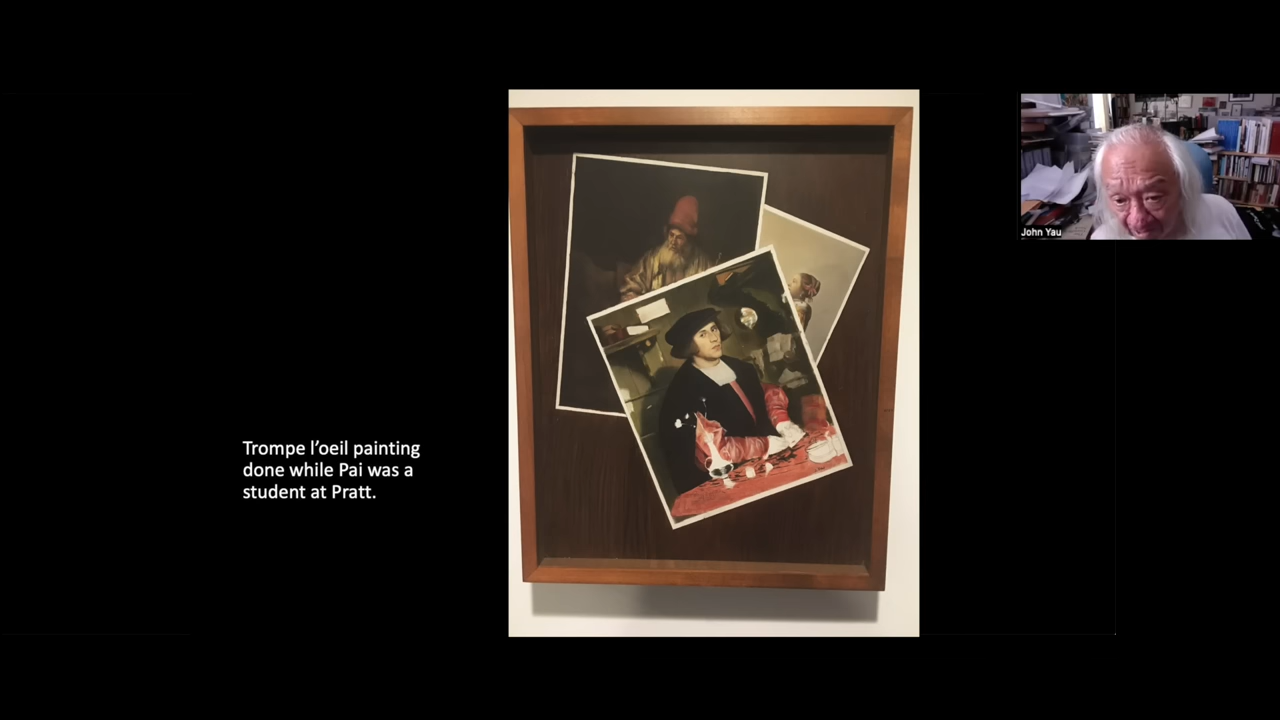 Trompe l’oeil painting
done while Pai was a
student at Pratt.
John Yau